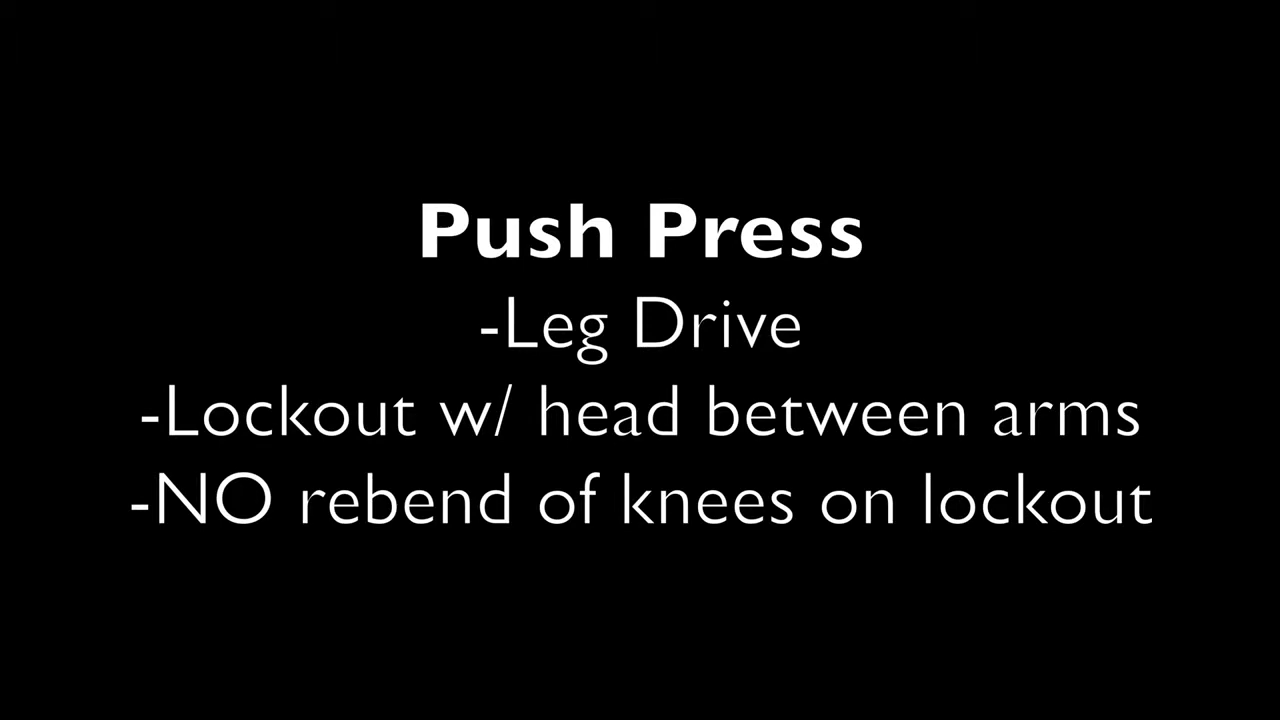 Push Press
-Leg Drive
-Lockout w/ head between arms
-NO rebend of knees on lockout